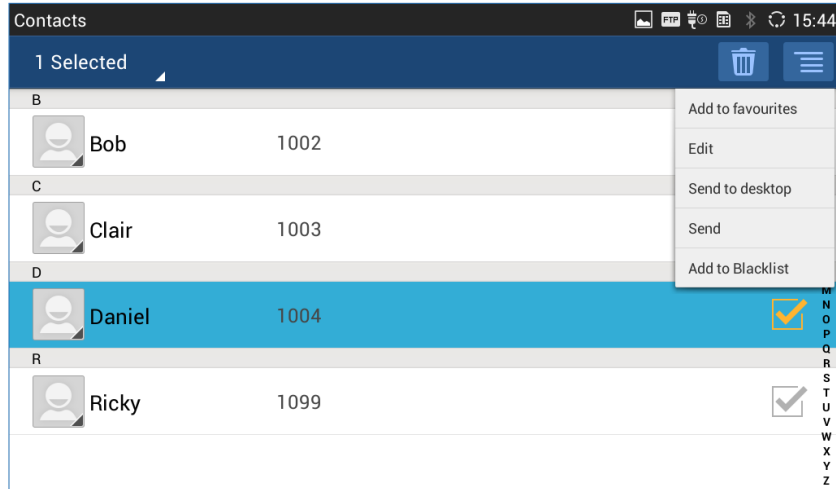 Contacts
FTP
15:44
1 Selected
B
Add to favourites
Bob 1002
Edit
C
Send to desktop
Clair 1003
Send
D
Add to Blacklist
Daniel 1004
R
Ricky 1099
M
N
O
P
Q
R
S
T
U
V
W
X
Y
Z